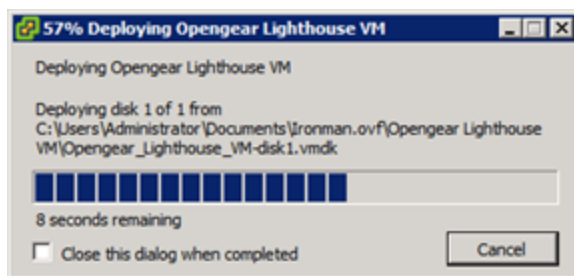 57% Deploying Opengear Lighthouse VM
Deploying Opengear Lighthouse VM
Deploying disk 1 of 1 from
C:\Users\Administrator\Documents\Ironman.ovf\Opengear Lighthouse
VM\Opengear_Lighthouse_VM-disk1.vmdk
8 seconds remaining
Close this dialog when completed
Cancel